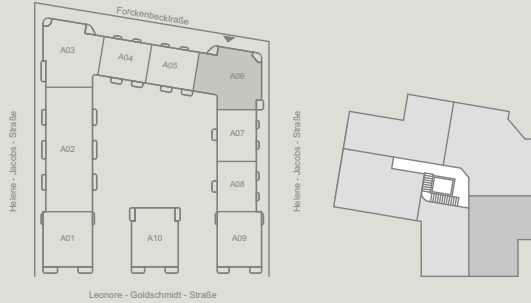 Forckenbeckstraße
A03
A04
A05
A06
A02
A07
A08
A01
A10
A09
Helene - Jacobs - Straße
Helene - Jacobs - Straße
Leonore - Goldschmidt - Straße